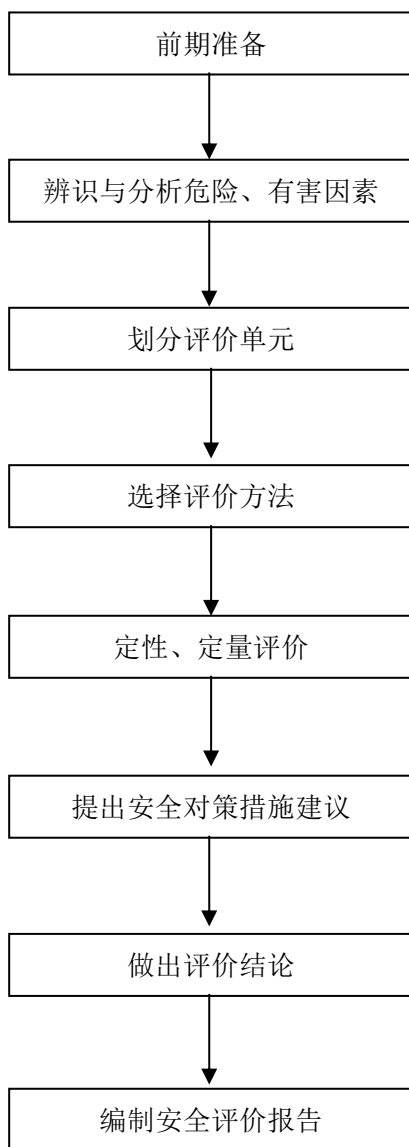 前期准备
辨识与分析危险、有害因素
划分评价单元
选择评价方法
定性、定量评价
提出安全对策措施建议
做出评价结论
编制安全评价报告